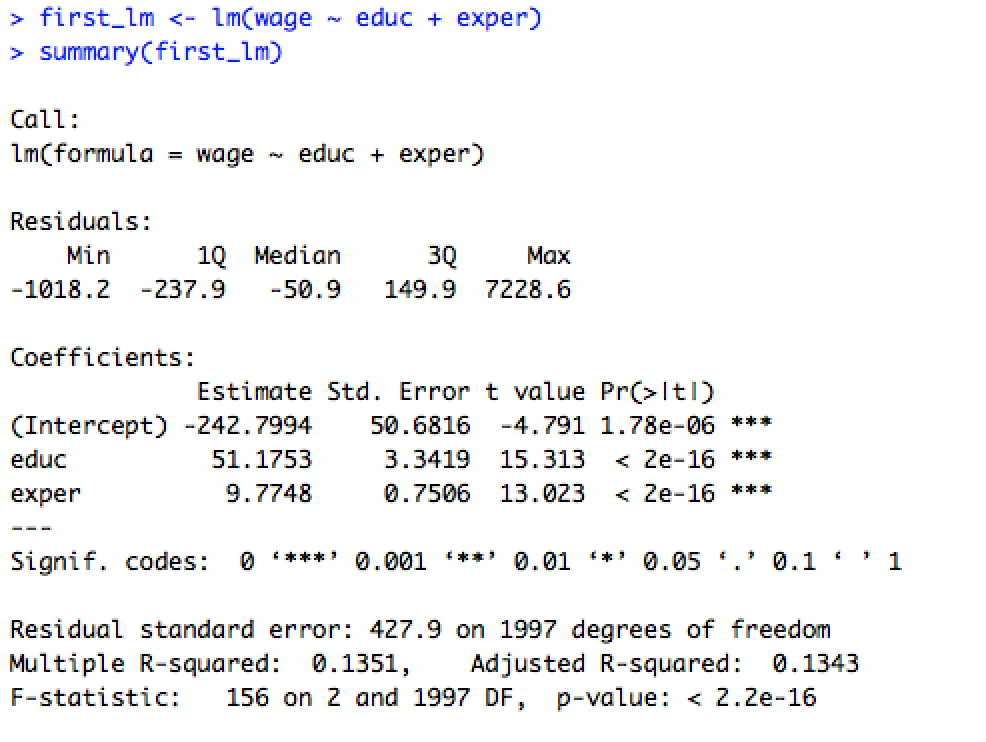 > first_lm <- lm(wage ~ educ + exper)
> summary(first_lm)
Call:
lm(formula = wage ~ educ + exper)
Residuals:
    Min      1Q  Median      3Q     Max
-1018.2  -237.9   -50.9   149.9  7228.6
Coefficients:
             Estimate Std. Error t value Pr(>|t|)
(Intercept) -242.7994    50.6816  -4.791 1.78e-06 ***
educ          51.1753     3.3419  15.313  < 2e-16 ***
exper          9.7748     0.7506  13.023  < 2e-16 ***
---
Signif. codes:  0 ‘***’ 0.001 ‘**’ 0.01 ‘*’ 0.05 ‘.’ 0.1 ‘ ’ 1
Residual standard error: 427.9 on 1997 degrees of freedom
Multiple R-squared:  0.1351,    Adjusted R-squared:  0.1343
F-statistic:   156 on 2 and 1997 DF,  p-value: < 2.2e-16